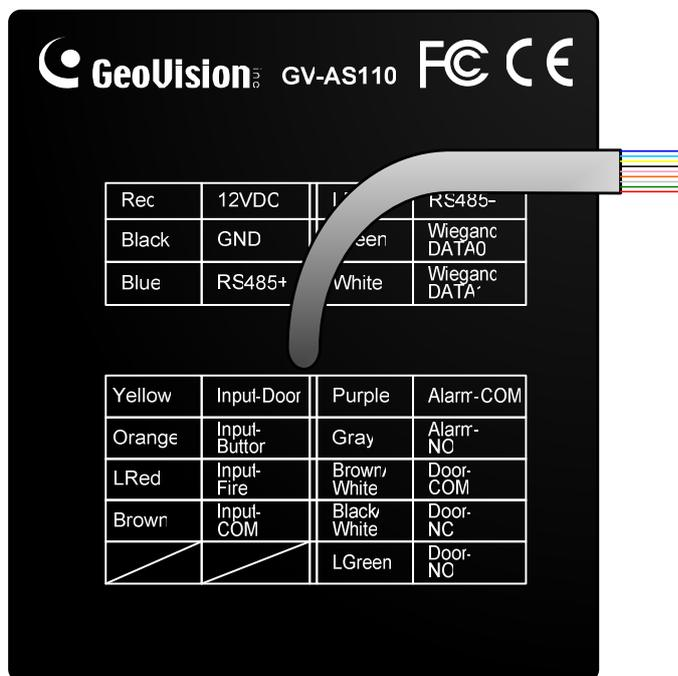 GeoVision inc GV-AS110 FC CE
Red 12VDC RS485-
Black GND Wiegand
DATA0
Blue RS485+ White Wiegand
DATA1
Yellow Input-Door Purple Alarm-COM
Orange Input-
Button Gray Alarm-
NO
LRed Input-
Fire Brown/
White Door-
COM
Brown Input-
COM Black/
White Door-
NC
LGreen Door-
NO